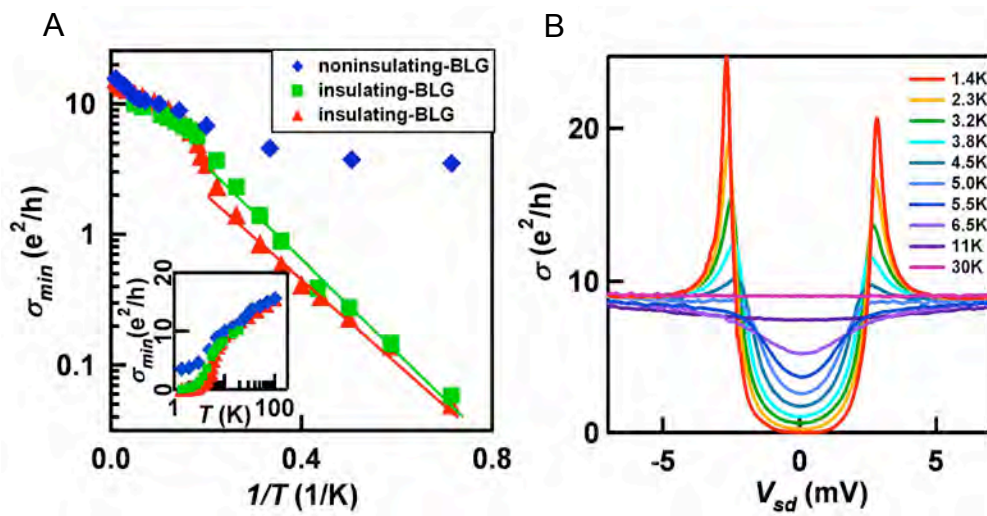 A
B
noninsulating-BLG
insulating-BLG
insulating-BLG
10
1
0.1
σmin (e²/h)
20
10
0
σmin(e²/h)
1
100
T (K)
0.0
0.4
0.8
1/T (1/K)
20
10
0
σ (e²/h)
1.4K
2.3K
3.2K
3.8K
4.5K
5.0K
5.5K
6.5K
11K
30K
-5
0
5
Vsd (mV)